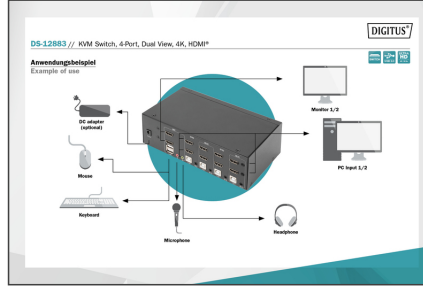 DIGITUS®
DS-12883 // KVM Switch, 4-Port, Dual View, 4K, HDMI®
Anwendungsbeispiel
Example of use
DC adapter
(optional)
Monitor 1/2
Mouse
PC Input 1/2
Keyboard
Microphone
Headphone